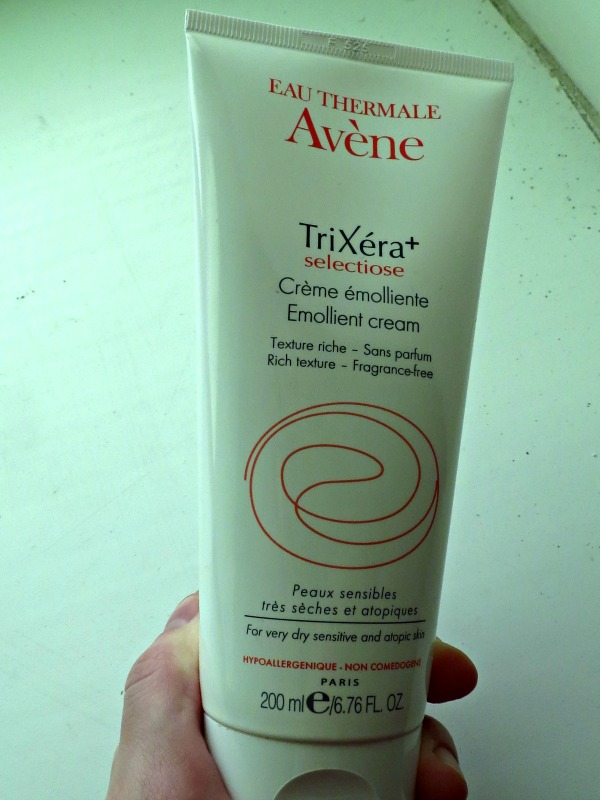 F 525
EAU THERMALE
Avène
TriXéra+
selectiose
Crème émolliente
Emollient cream
Texture riche – Sans parfum
Rich texture – Fragrance-free
Peaux sensibles
très sèches et atopiques
For very dry sensitive and atopic skin
HYPOALLERGENIQUE - NON COMEDOGENE
PARIS
200 ml e/6.76 FL. OZ.